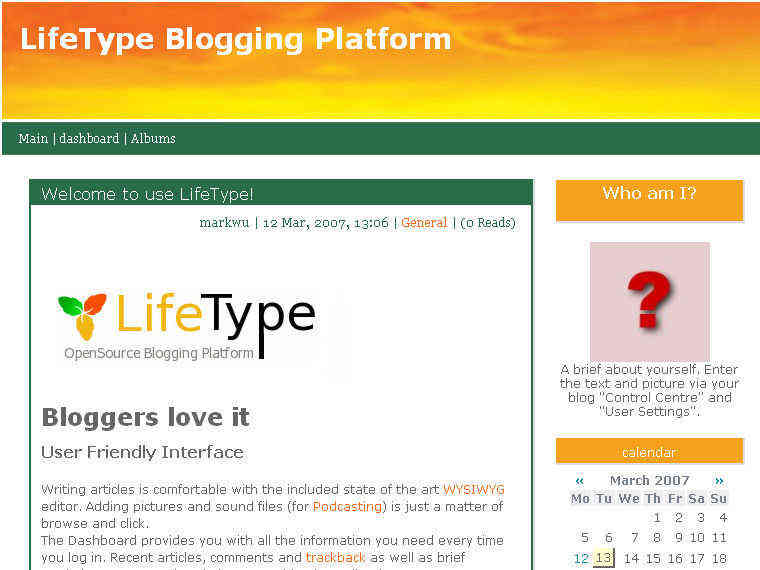 LifeType Blogging Platform
Main | dashboard | Albums
Welcome to use LifeType!
markwu | 12 Mar, 2007, 13:06 | General | (0 Reads)
LifeType
OpenSource Blogging Platform
Bloggers love it
User Friendly Interface
Writing articles is comfortable with the included state of the art WYSIWYG
editor. Adding pictures and sound files (for Podcasting) is just a matter of
browse and click.
The Dashboard provides you with all the information you need every time
you log in. Recent articles, comments and trackback as well as brief
Who am I?
?
A brief about yourself. Enter
the text and picture via your
blog "Control Centre" and
"User Settings".
calendar
« March 2007 »
Mo Tu We Th Fr Sa Su
1 2 3 4
5 6 7 8 9 10 11
12 13 14 15 16 17 18